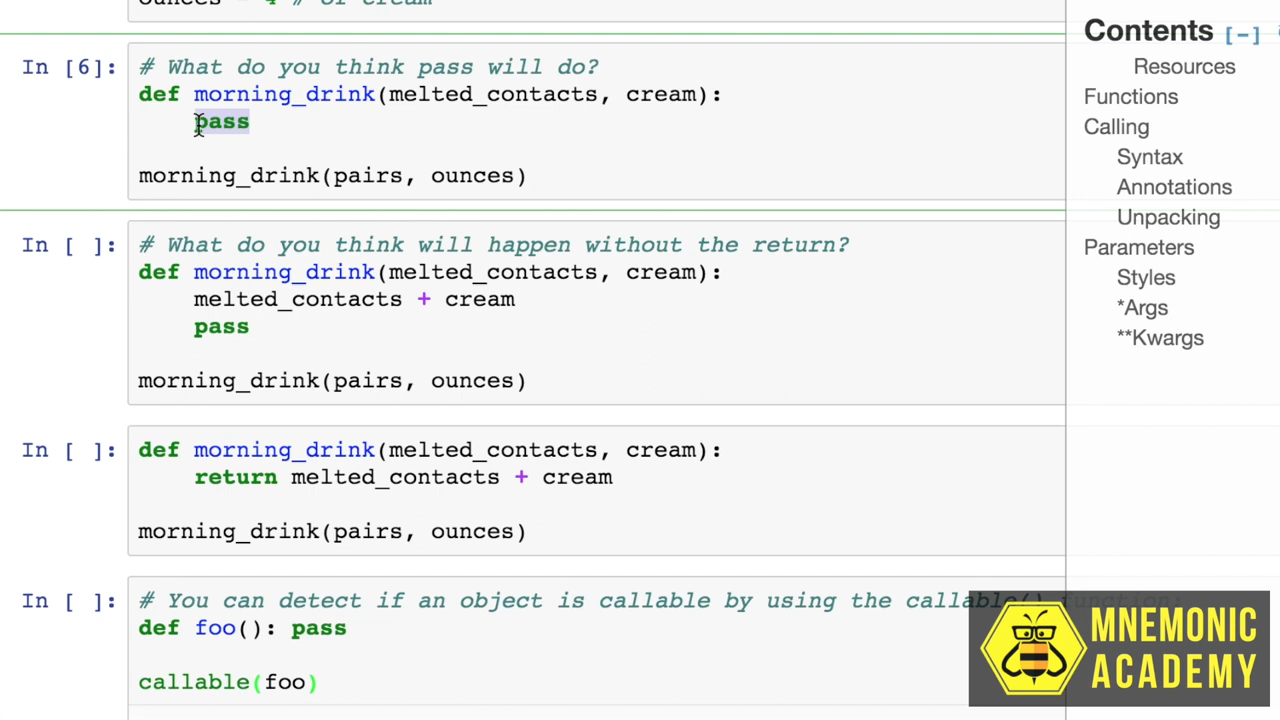 ounces = 4 # of cream
In [6]:
# What do you think pass will do?
def morning_drink(melted_contacts, cream):
    pass
morning_drink(pairs, ounces)
In [ ]:
# What do you think will happen without the return?
def morning_drink(melted_contacts, cream):
    melted_contacts + cream
    pass
morning_drink(pairs, ounces)
In [ ]:
def morning_drink(melted_contacts, cream):
    return melted_contacts + cream
morning_drink(pairs, ounces)
In [ ]:
# You can detect if an object is callable by using the callable() function:
def foo(): pass
callable(foo)
Contents [-]
Resources
Functions
Calling
Syntax
Annotations
Unpacking
Parameters
Styles
*Args
**Kwargs
MNEMONIC
ACADEMY